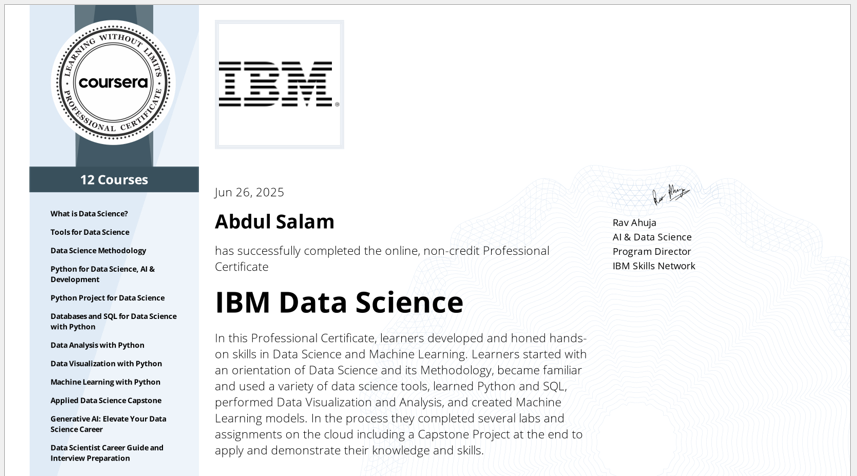 LEARNING WITHOUT LIMITS
coursera
PROFESSIONAL CERTIFICATE
12 Courses
What is Data Science?
Tools for Data Science
Data Science Methodology
Python for Data Science, AI &
Development
Python Project for Data Science
Databases and SQL for Data Science
with Python
Data Analysis with Python
Data Visualization with Python
Machine Learning with Python
Applied Data Science Capstone
Generative AI: Elevate Your Data
Science Career
Data Scientist Career Guide and
Interview Preparation
IBM®
Jun 26, 2025
Abdul Salam
has successfully completed the online, non-credit Professional
Certificate
IBM Data Science
In this Professional Certificate, learners developed and honed hands-
on skills in Data Science and Machine Learning. Learners started with
an orientation of Data Science and its Methodology, became familiar
and used a variety of data science tools, learned Python and SQL,
performed Data Visualization and Analysis, and created Machine
Learning models. In the process they completed several labs and
assignments on the cloud including a Capstone Project at the end to
apply and demonstrate their knowledge and skills.
Rav Ahuja
Rav Ahuja
AI & Data Science
Program Director
IBM Skills Network